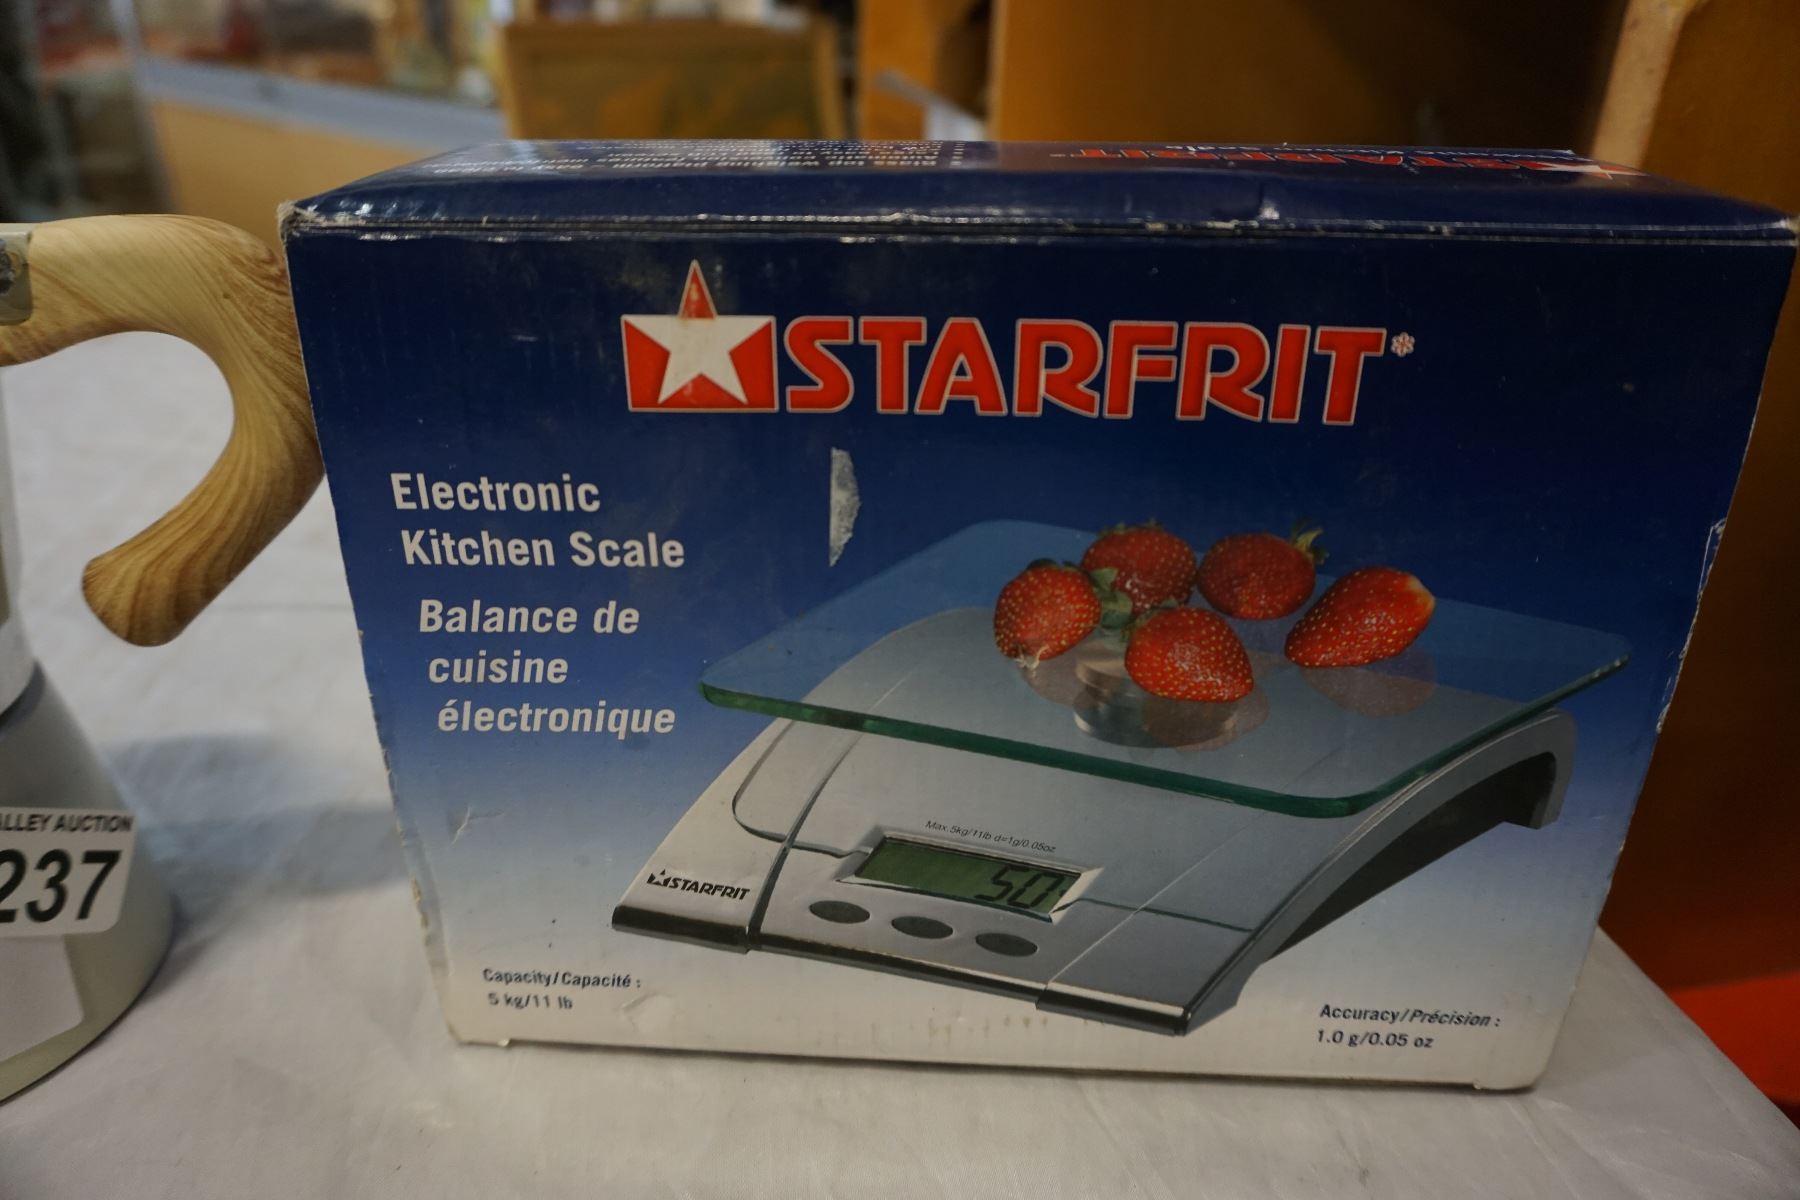 STARFRIT
STARFRIT*
Electronic
Kitchen Scale
Balance de
cuisine
électronique
Max. 5kg/11lb d=1g/0.05oz
50
STARFRIT
Capacity/Capacité :
5 kg/11 lb
Accuracy/Précision :
1.0 g/0.05 oz
ALLEY AUCTION
237